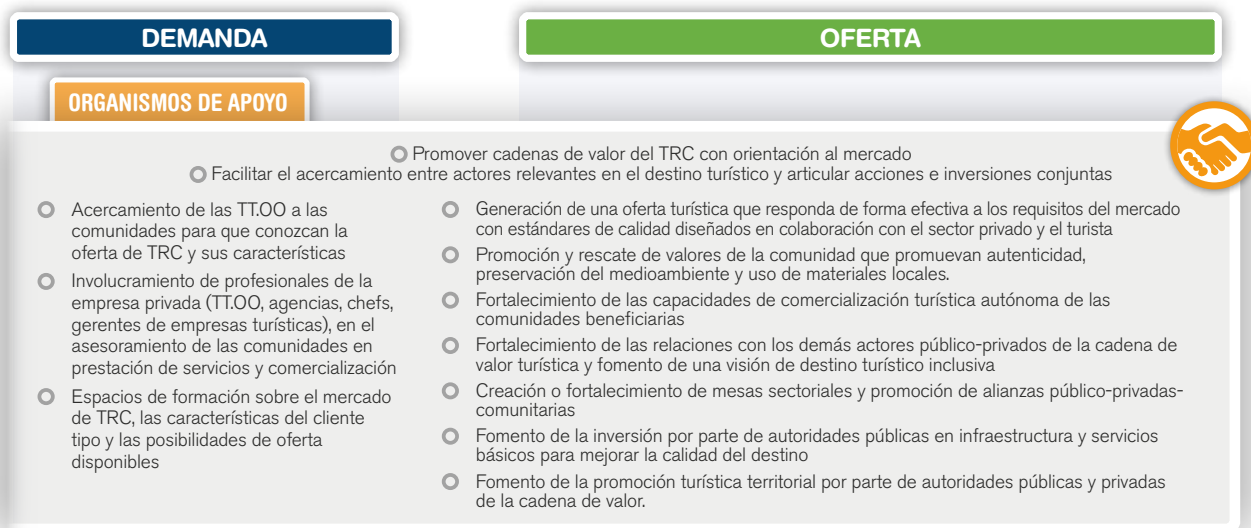 DEMANDA
OFERTA
ORGANISMOS DE APOYO
Promover cadenas de valor del TRC con orientación al mercado
Facilitar el acercamiento entre actores relevantes en el destino turístico y articular acciones e inversiones conjuntas
Acercamiento de las TT.OO a las
comunidades para que conozcan la
oferta de TRC y sus características
Involucramiento de profesionales de la
empresa privada (TT.OO, agencias, chefs,
gerentes de empresas turísticas), en el
asesoramiento de las comunidades en
prestación de servicios y comercialización
Espacios de formación sobre el mercado
de TRC, las características del cliente
tipo y las posibilidades de oferta
disponibles
Generación de una oferta turística que responda de forma efectiva a los requisitos del mercado
con estándares de calidad diseñados en colaboración con el sector privado y el turista
Promoción y rescate de valores de la comunidad que promuevan autenticidad,
preservación del medioambiente y uso de materiales locales.
Fortalecimiento de las capacidades de comercialización turística autónoma de las
comunidades beneficiarias
Fortalecimiento de las relaciones con los demás actores público-privados de la cadena de
valor turística y fomento de una visión de destino turístico inclusiva
Creación o fortalecimiento de mesas sectoriales y promoción de alianzas público-privadas-
comunitarias
Fomento de la inversión por parte de autoridades públicas en infraestructura y servicios
básicos para mejorar la calidad del destino
Fomento de la promoción turística territorial por parte de autoridades públicas y privadas
de la cadena de valor.